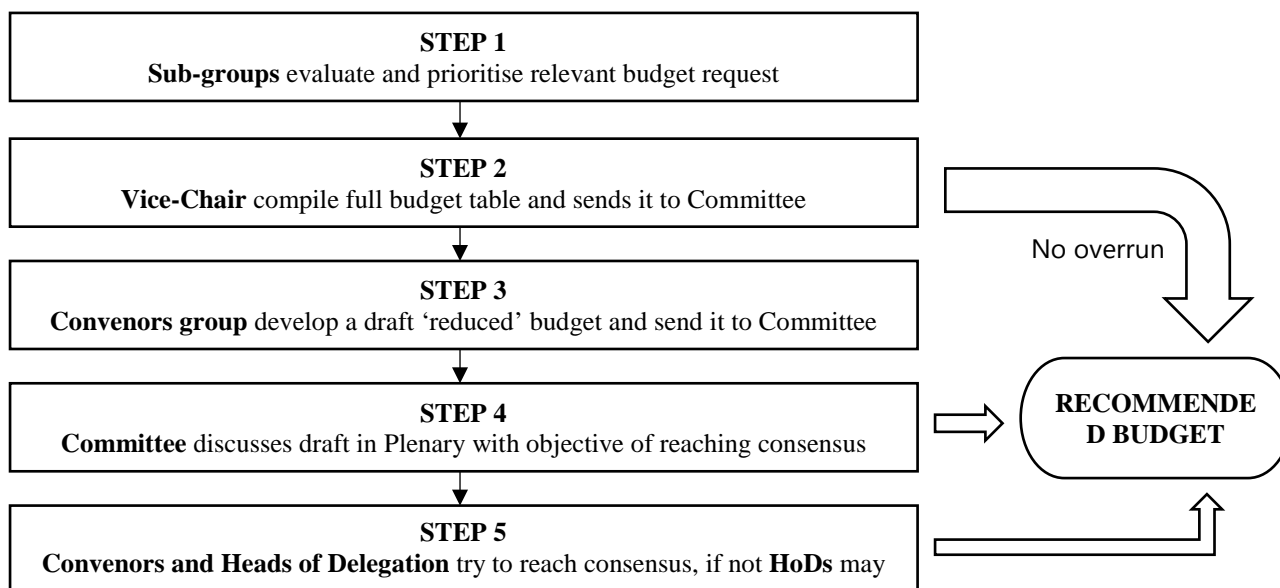 STEP 1
Sub-groups evaluate and prioritise relevant budget request
STEP 2
Vice-Chair compile full budget table and sends it to Committee
No overrun
STEP 3
Convenors group develop a draft ‘reduced’ budget and send it to Committee
STEP 4
Committee discusses draft in Plenary with objective of reaching consensus
RECOMMENDE
D BUDGET
STEP 5
Convenors and Heads of Delegation try to reach consensus, if not HoDs may